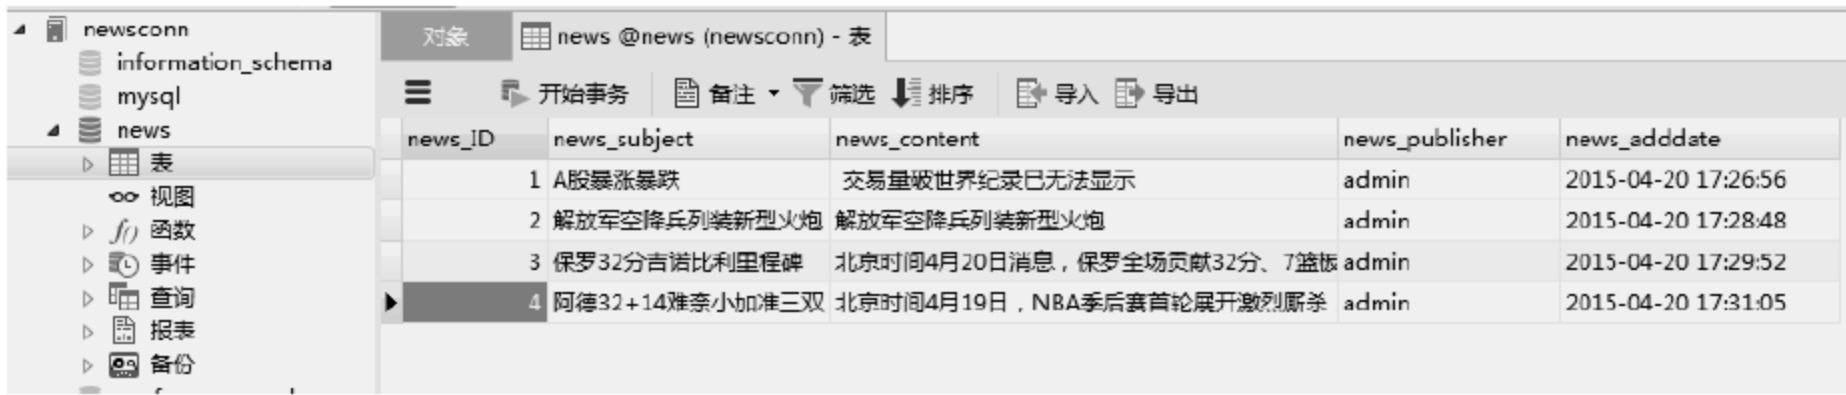 newsconn
information_schema
mysql
news
表
视图
函数
事件
查询
报表
备份
对象 news @news (newsconn) - 表
开始事务 备注 筛选 排序 导入 导出
news_ID news_subject news_content news_publisher news_adddate
1 A股暴涨暴跌 交易量破世界纪录已无法显示 admin 2015-04-20 17:26:56
2 解放军空降兵列装新型火炮 解放军空降兵列装新型火炮 admin 2015-04-20 17:28:48
3 保罗32分吉诺比利里程碑 北京时间4月20日消息，保罗全场贡献32分、7篮板 admin 2015-04-20 17:29:52
4 阿德32+14难奈小加准三双 北京时间4月19日，NBA季后赛首轮展开激烈厮杀 admin 2015-04-20 17:31:05